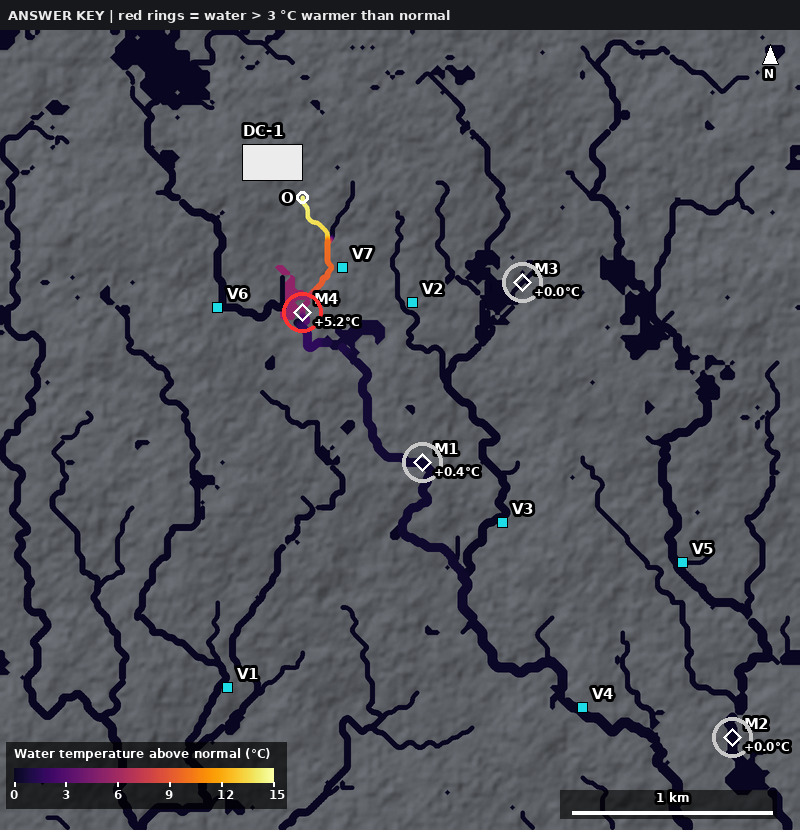 ANSWER KEY | red rings = water > 3 °C warmer than normal
N
DC-1
O
V7
M3
+0.0°C
V6
M4
+5.2°C
V2
M1
+0.4°C
V3
V5
V1
V4
M2
+0.0°C
Water temperature above normal (°C)
0 3 6 9 12 15
1 km